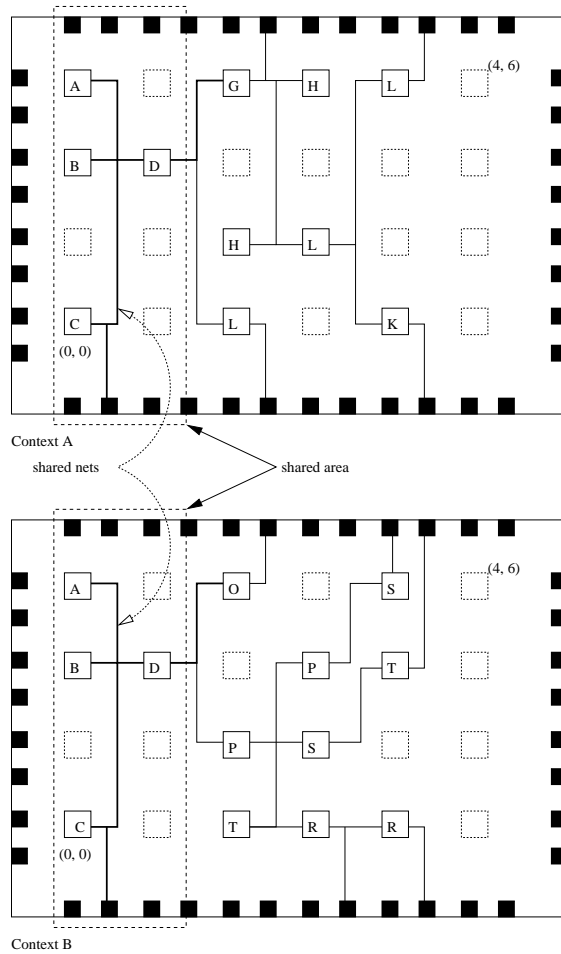 (4, 6)
A
G
H
L
B
D
H
L
C
L
K
(0, 0)
Context A
shared nets
shared area
(4, 6)
A
O
S
B
D
P
T
P
S
C
T
R
R
(0, 0)
Context B